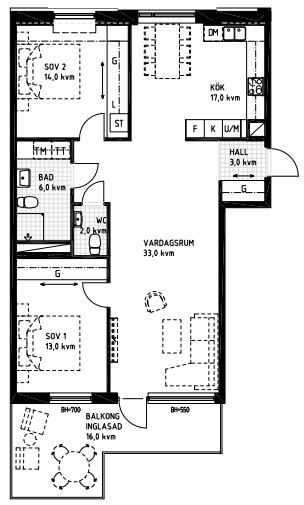 DM
SOV 2
14,0 kvm
G
KÖK
17,0 kvm
L
ST
F K U/M
TM TT
HALL
3,0 kvm
BAD
6,0 kvm
G
WC
2,0 kvm
VARDAGSRUM
33,0 kvm
G
SOV 1
13,0 kvm
BH=700
BH=550
BALKONG
INGLASAD
16,0 kvm